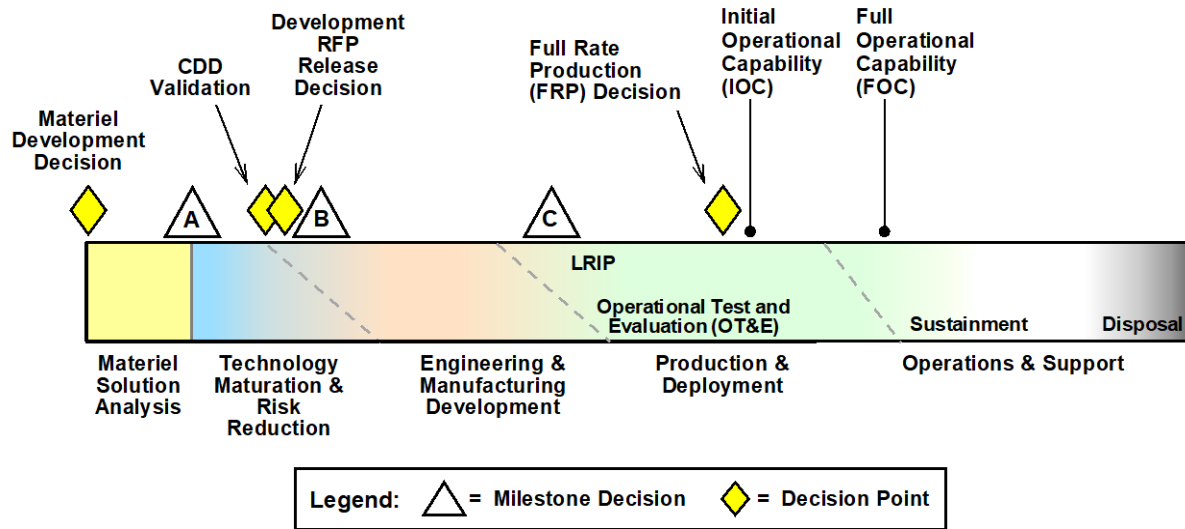 Materiel
Development
Decision
CDD
Validation
Development
RFP
Release
Decision
Full Rate
Production
(FRP) Decision
Initial
Operational
Capability
(IOC)
Full
Operational
Capability
(FOC)
A
B
C
LRIP
Operational Test and
Evaluation (OT&E)
Sustainment
Disposal
Materiel
Solution
Analysis
Technology
Maturation &
Risk
Reduction
Engineering &
Manufacturing
Development
Production &
Deployment
Operations & Support
Legend: = Milestone Decision = Decision Point